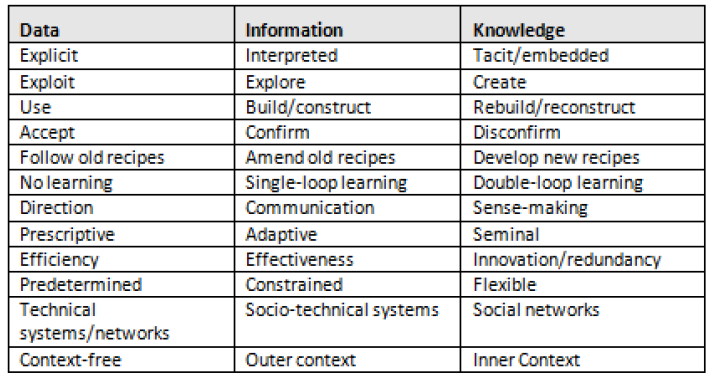 Data Information Knowledge
Explicit Interpreted Tacit/embedded
Exploit Explore Create
Use Build/construct Rebuild/reconstruct
Accept Confirm Disconfirm
Follow old recipes Amend old recipes Develop new recipes
No learning Single-loop learning Double-loop learning
Direction Communication Sense-making
Prescriptive Adaptive Seminal
Efficiency Effectiveness Innovation/redundancy
Predetermined Constrained Flexible
Technical Socio-technical systems Social networks
systems/networks
Context-free Outer context Inner Context